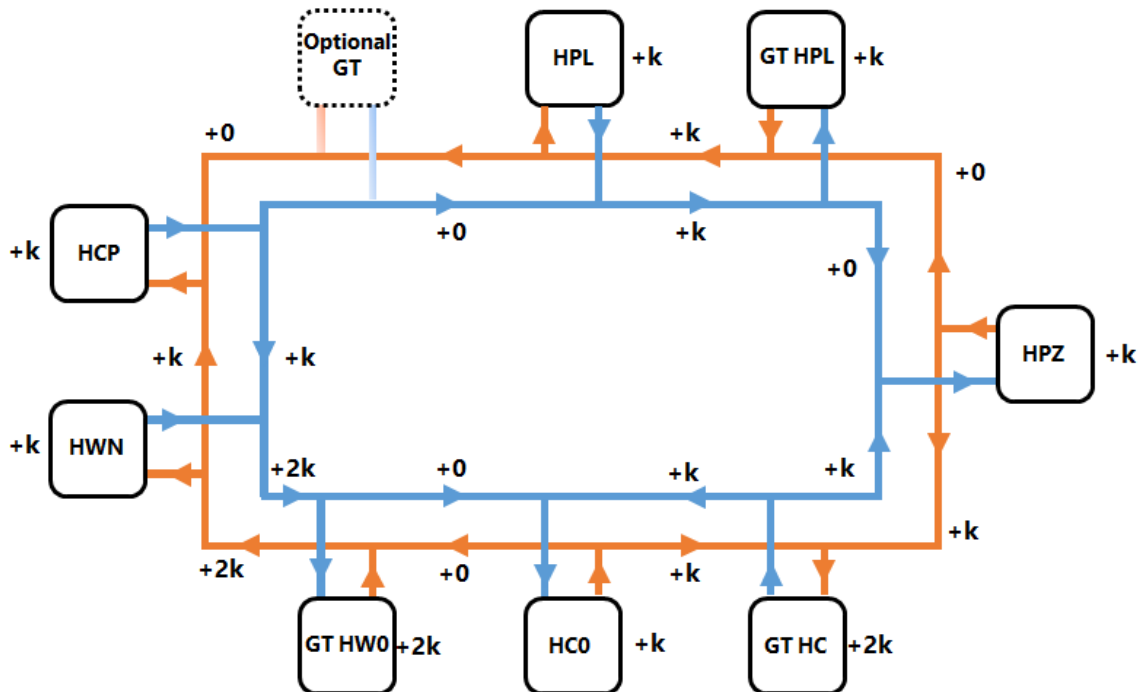 Optional
GT
HPL
+k
GT HPL
+k
+0
+k
+0
HCP
+k
+0
+k
+0
HPZ
+k
+k
+k
HWN
+k
+2k
+0
+k
+k
+k
+2k
+0
+k
GT HW0
+2k
HC0
+k
GT HC
+2k